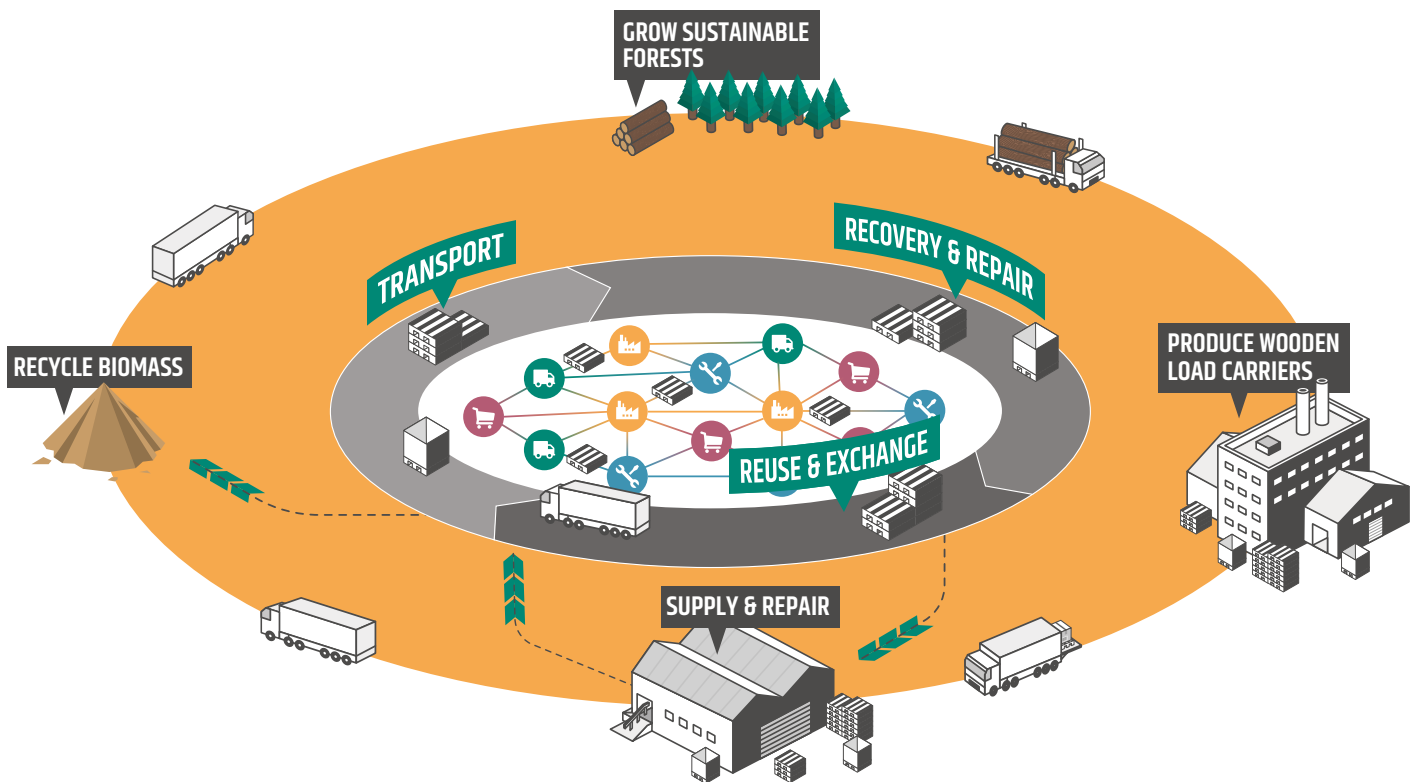 GROW SUSTAINABLE
FORESTS
TRANSPORT
RECOVERY & REPAIR
RECYCLE BIOMASS
PRODUCE WOODEN
LOAD CARRIERS
REUSE & EXCHANGE
SUPPLY & REPAIR